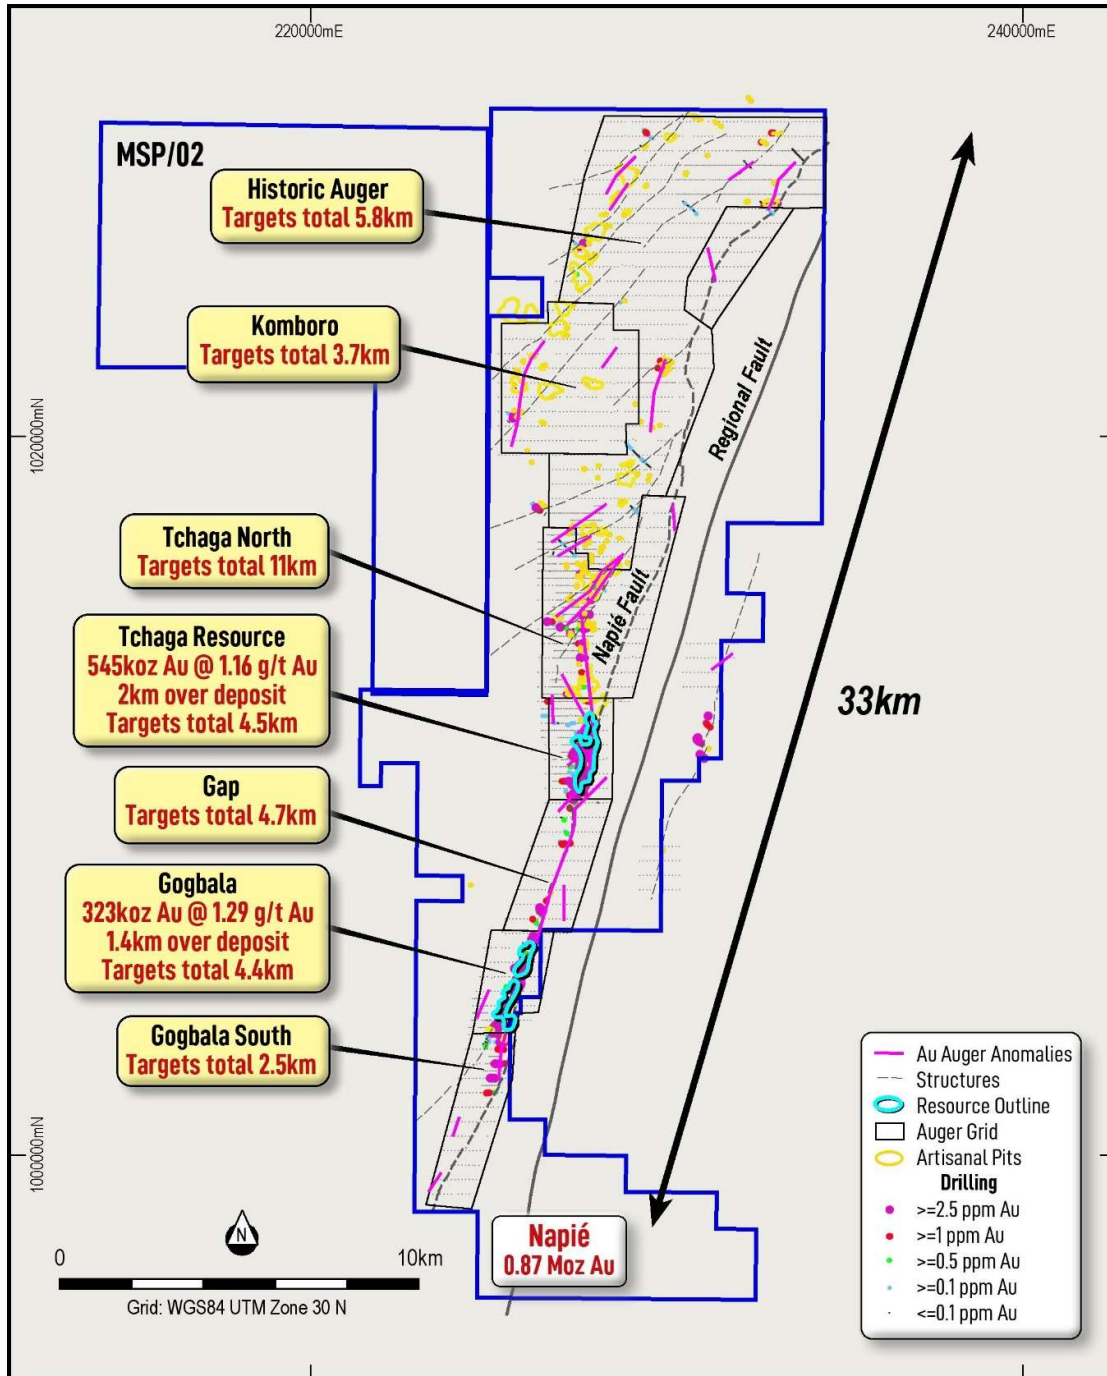 220000mE
240000mE
MSP/02
Historic Auger
Targets total 5.8km
Komboro
Targets total 3.7km
1020000mN
Regional Fault
Tchaga North
Targets total 11km
Napié Fault
Tchaga Resource
545koz Au @ 1.16 g/t Au
2km over deposit
Targets total 4.5km
33km
Gap
Targets total 4.7km
Gogbala
323koz Au @ 1.29 g/t Au
1.4km over deposit
Targets total 4.4km
Gogbala South
Targets total 2.5km
1000000mN
Napié
0.87 Moz Au
N
0
10km
Grid: WGS84 UTM Zone 30 N
Au Auger Anomalies
Structures
Resource Outline
Auger Grid
Artisanal Pits
Drilling
>=2.5 ppm Au
>=1 ppm Au
>=0.5 ppm Au
>=0.1 ppm Au
<=0.1 ppm Au